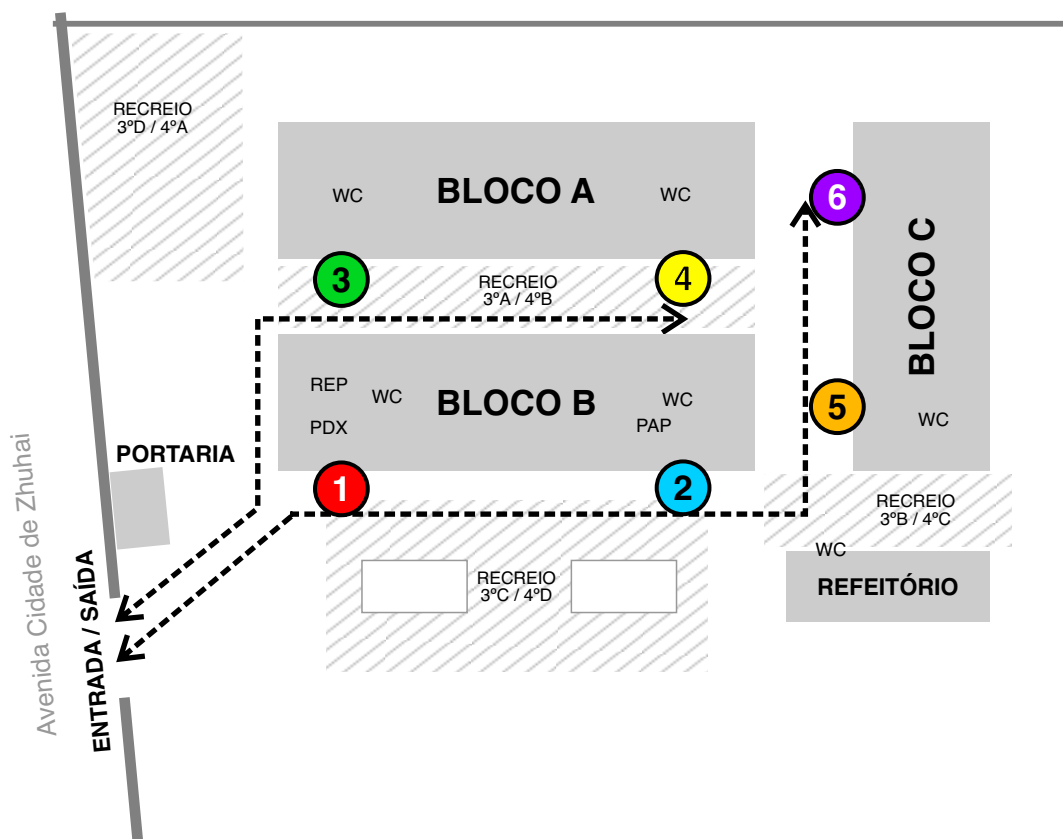 RECREIO
3ºD / 4ºA
WC
BLOCO A
WC
6
3
RECREIO
3ºA / 4ºB
4
BLOCO C
REP
WC
BLOCO B
WC
PDX
PAP
5
WC
PORTARIA
1
2
RECREIO
3ºB / 4ºC
Avenida Cidade de Zhuhai
ENTRADA / SAÍDA
WC
RECREIO
3ºC / 4ºD
REFEITÓRIO